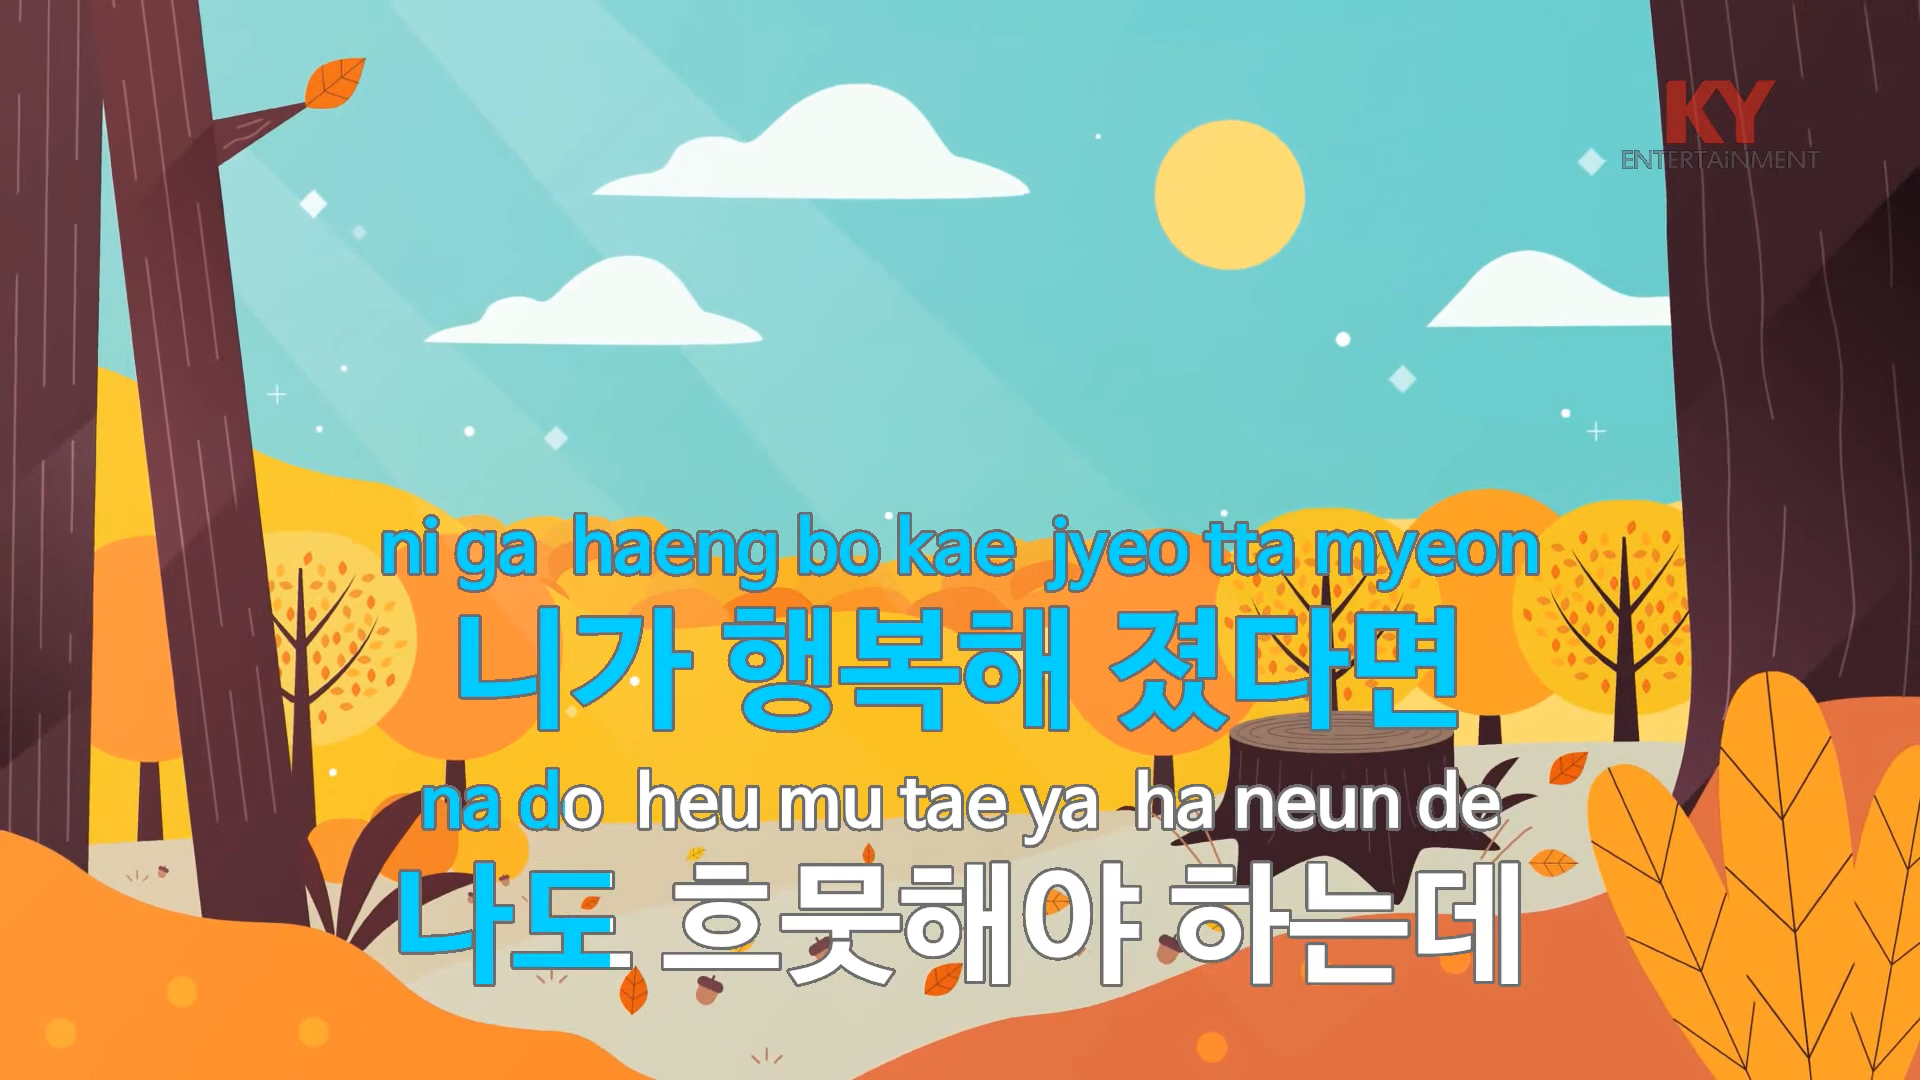 KY
ENTERTAiNMENT
ni ga haeng bo kae jyeo tta myeon
니가 행복해 졌다면
na do heu mu tae ya ha neun de
나도 흐뭇해야 하는데